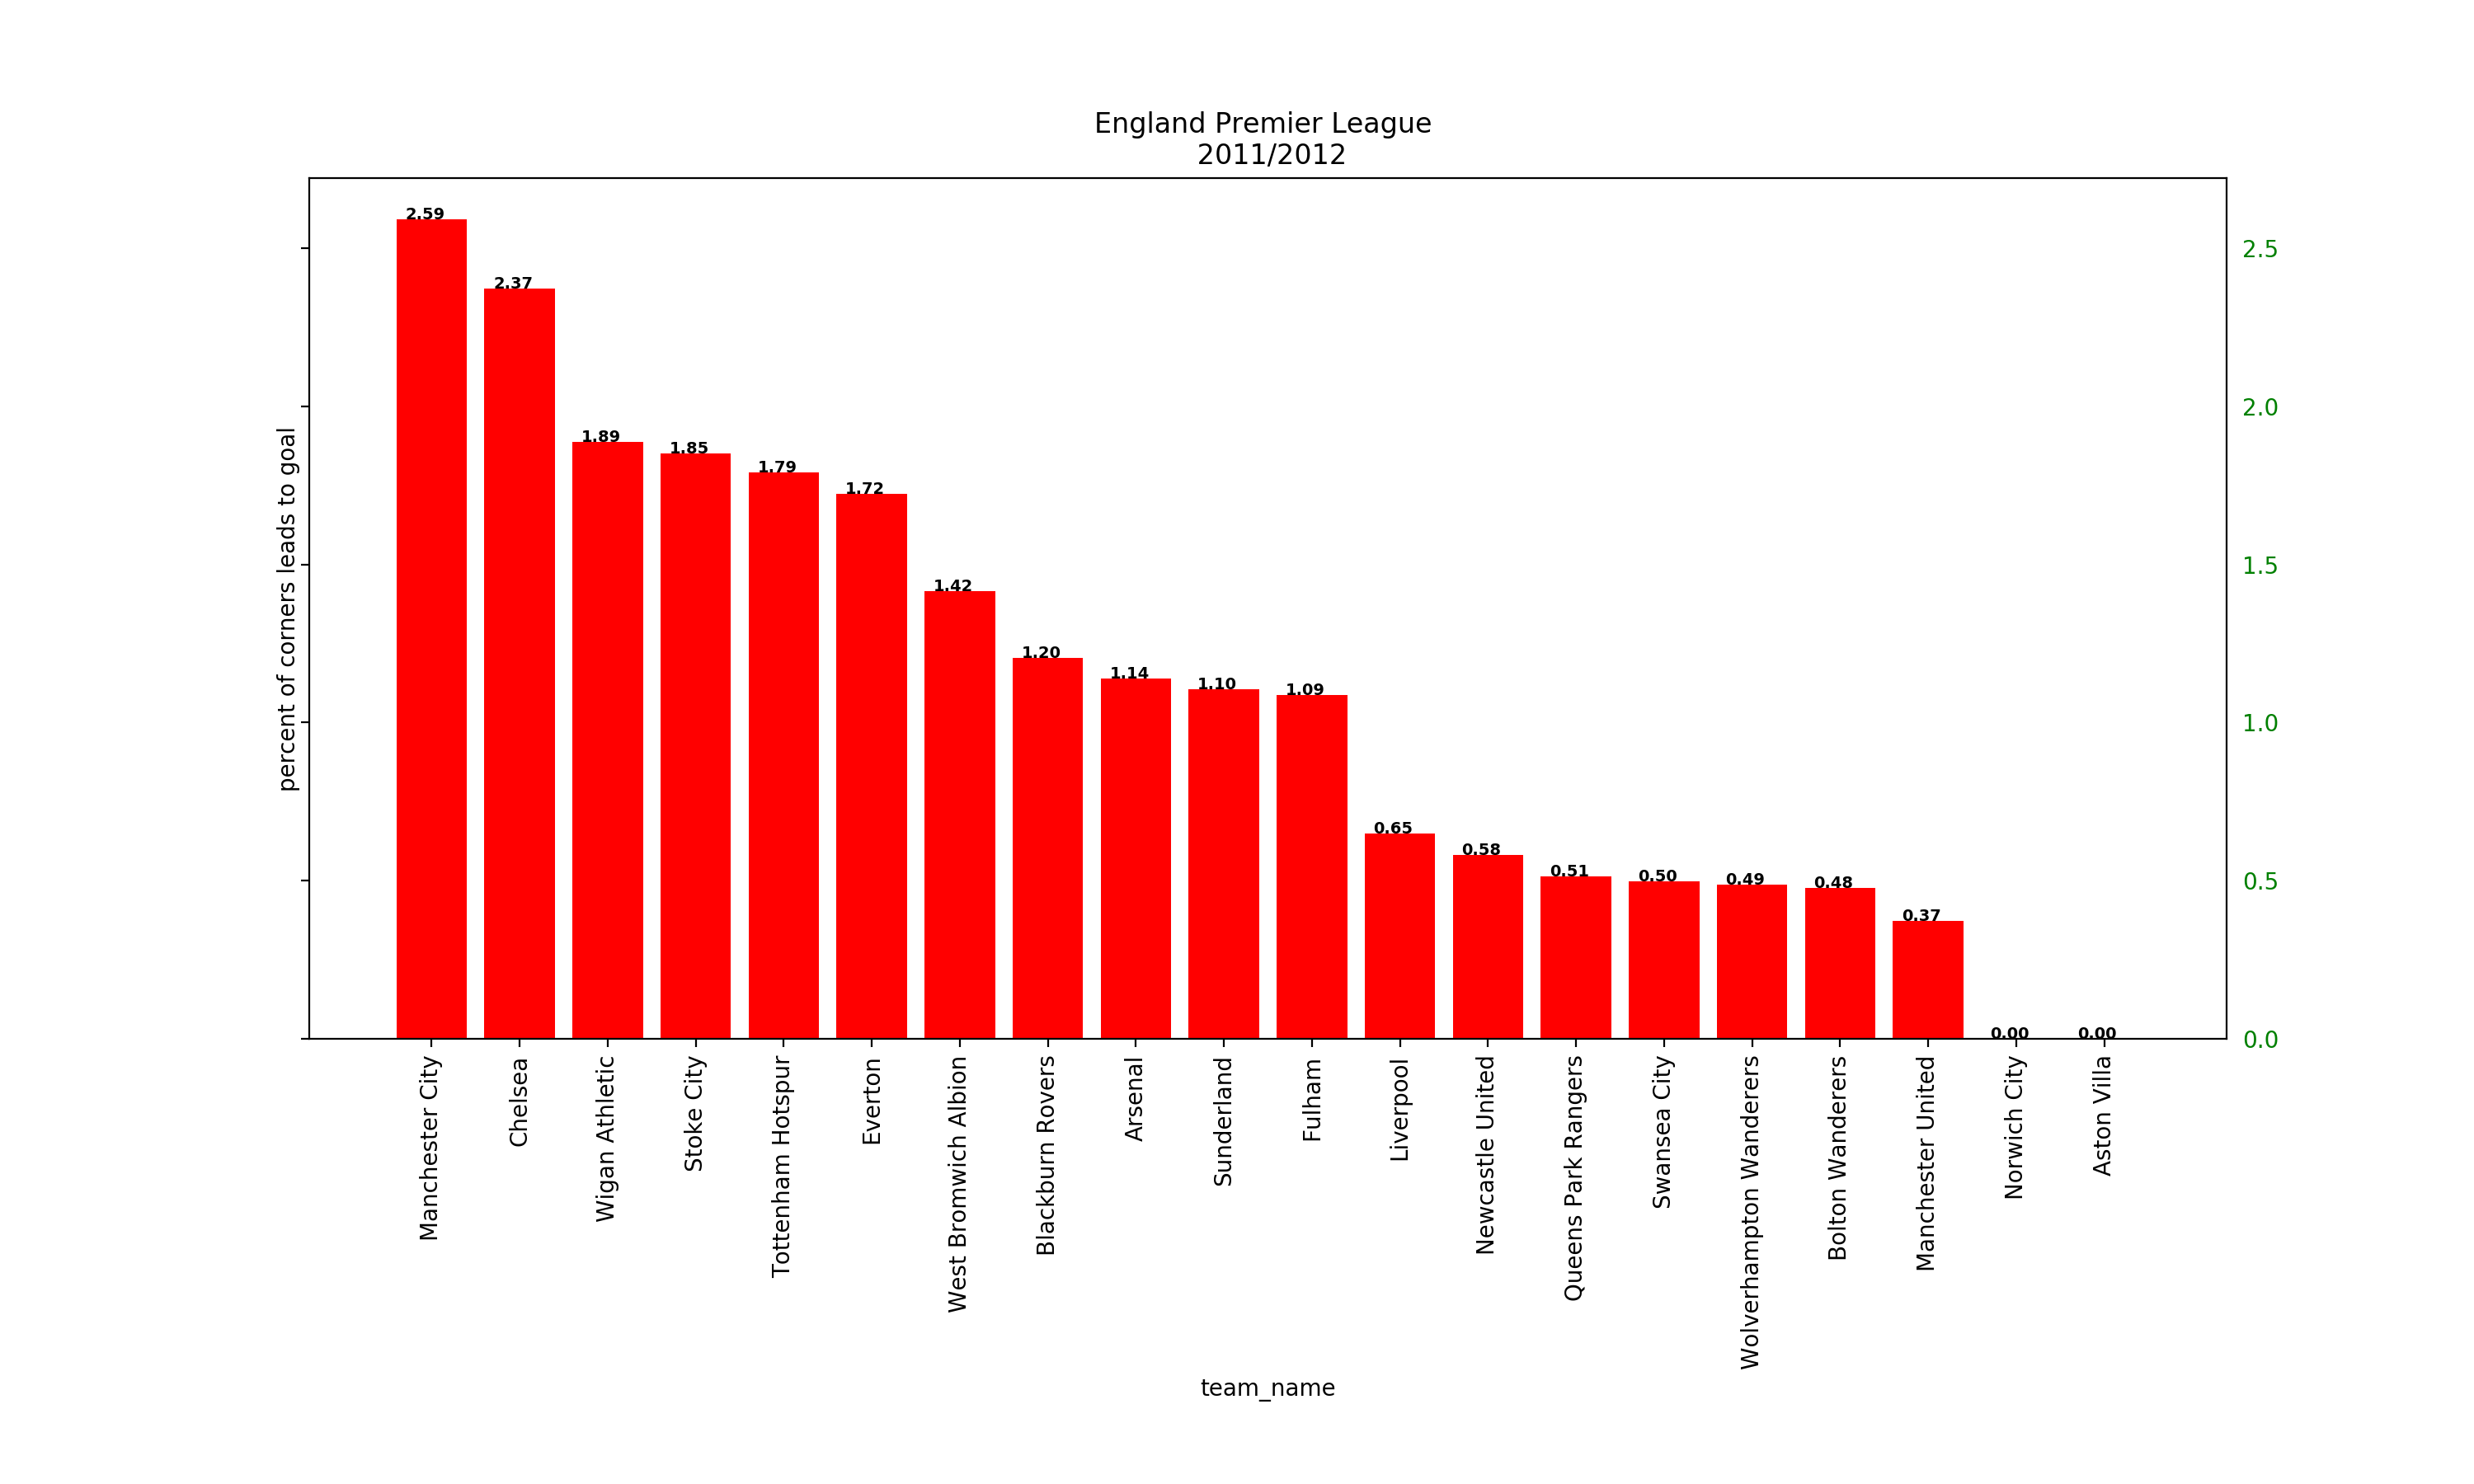 England Premier League
2011/2012
percent of corners leads to goal
2.59
2.37
1.89
1.85
1.79
1.72
1.42
1.20
1.14
1.10
1.09
0.65
0.58
0.51
0.50
0.49
0.48
0.37
0.00
0.00
2.5
2.0
1.5
1.0
0.5
0.0
Manchester City
Chelsea
Wigan Athletic
Stoke City
Tottenham Hotspur
Everton
West Bromwich Albion
Blackburn Rovers
Arsenal
Sunderland
Fulham
Liverpool
Newcastle United
Queens Park Rangers
Swansea City
Wolverhampton Wanderers
Bolton Wanderers
Manchester United
Norwich City
Aston Villa
team_name